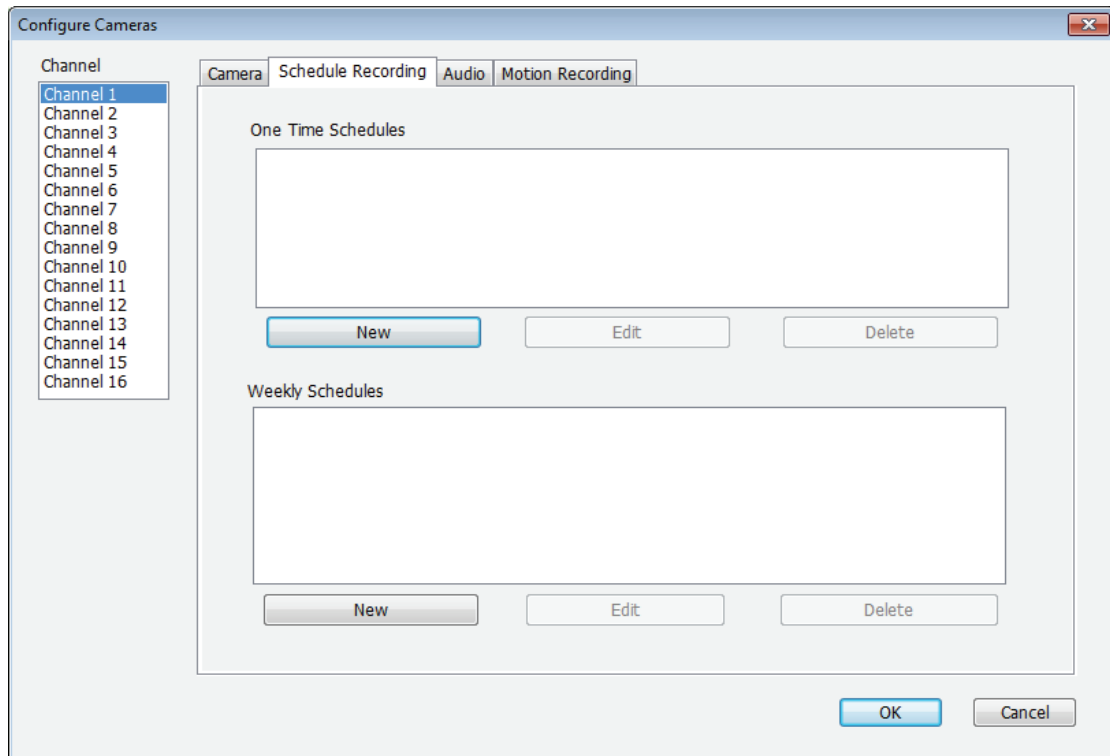 Configure Cameras
Channel
Channel 1
Channel 2
Channel 3
Channel 4
Channel 5
Channel 6
Channel 7
Channel 8
Channel 9
Channel 10
Channel 11
Channel 12
Channel 13
Channel 14
Channel 15
Channel 16
Camera Schedule Recording Audio Motion Recording
One Time Schedules
New Edit Delete
Weekly Schedules
New Edit Delete
OK Cancel